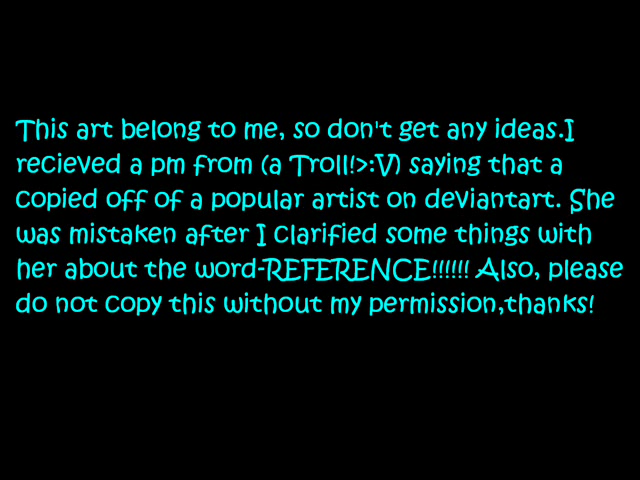 This art belong to me, so don't get any ideas.I
recieved a pm from (a Troll!>:V) saying that a
copied off of a popular artist on deviantart. She
was mistaken after I clarified some things with
her about the word-REFERENCE!!!!!! Also, please
do not copy this without my permission,thanks!